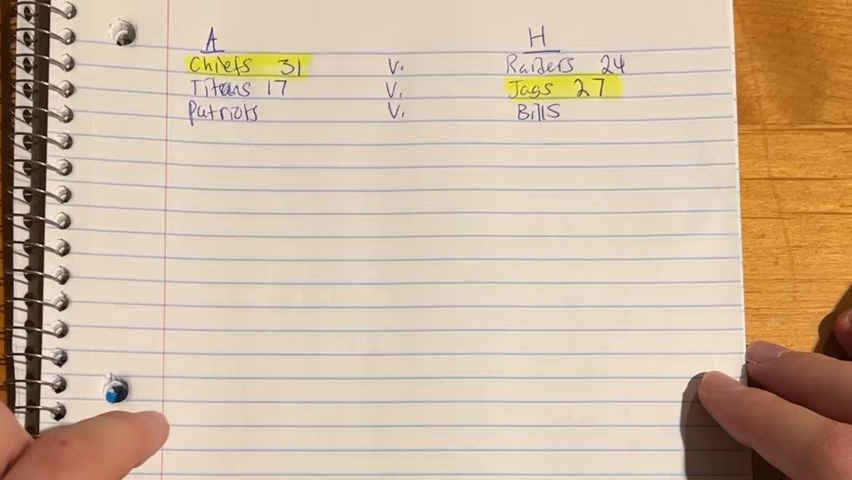 A H
Chiefs 31 V. Raiders 24
Titans 17 V. Jags 27
Patriots V. Bills